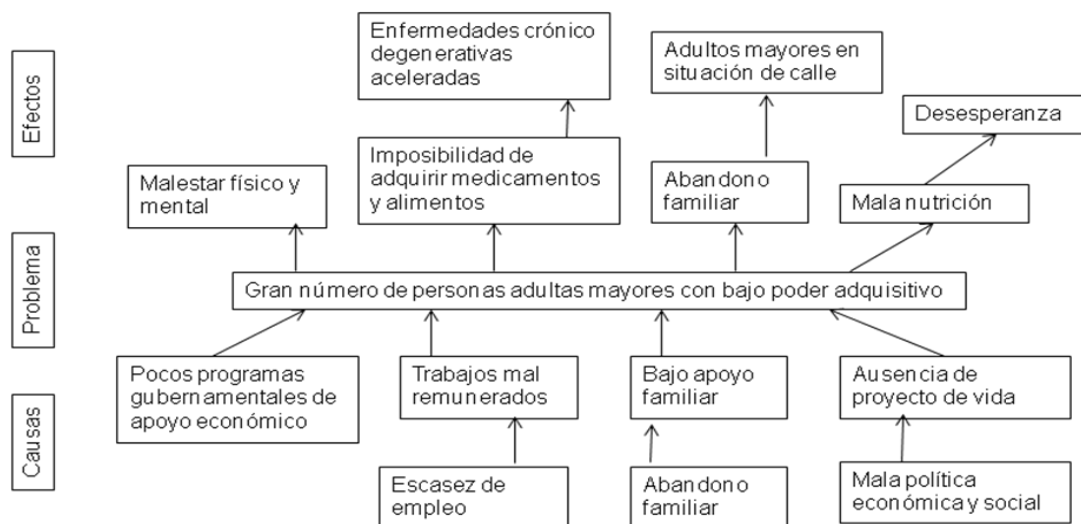 Efectos
Enfermedades crónico
degenerativas
aceleradas
Adultos mayores en
situación de calle
Desesperanza
Malestar físico y
mental
Imposibilidad de
adquirir medicamentos
y alimentos
Abandono
familiar
Mala nutrición
Problema
Gran número de personas adultas mayores con bajo poder adquisitivo
Causas
Pocos programas
gubernamentales de
apoyo económico
Trabajos mal
remunerados
Bajo apoyo
familiar
Ausencia de
proyecto de vida
Escasez de
empleo
Abandono
familiar
Mala política
económica y social